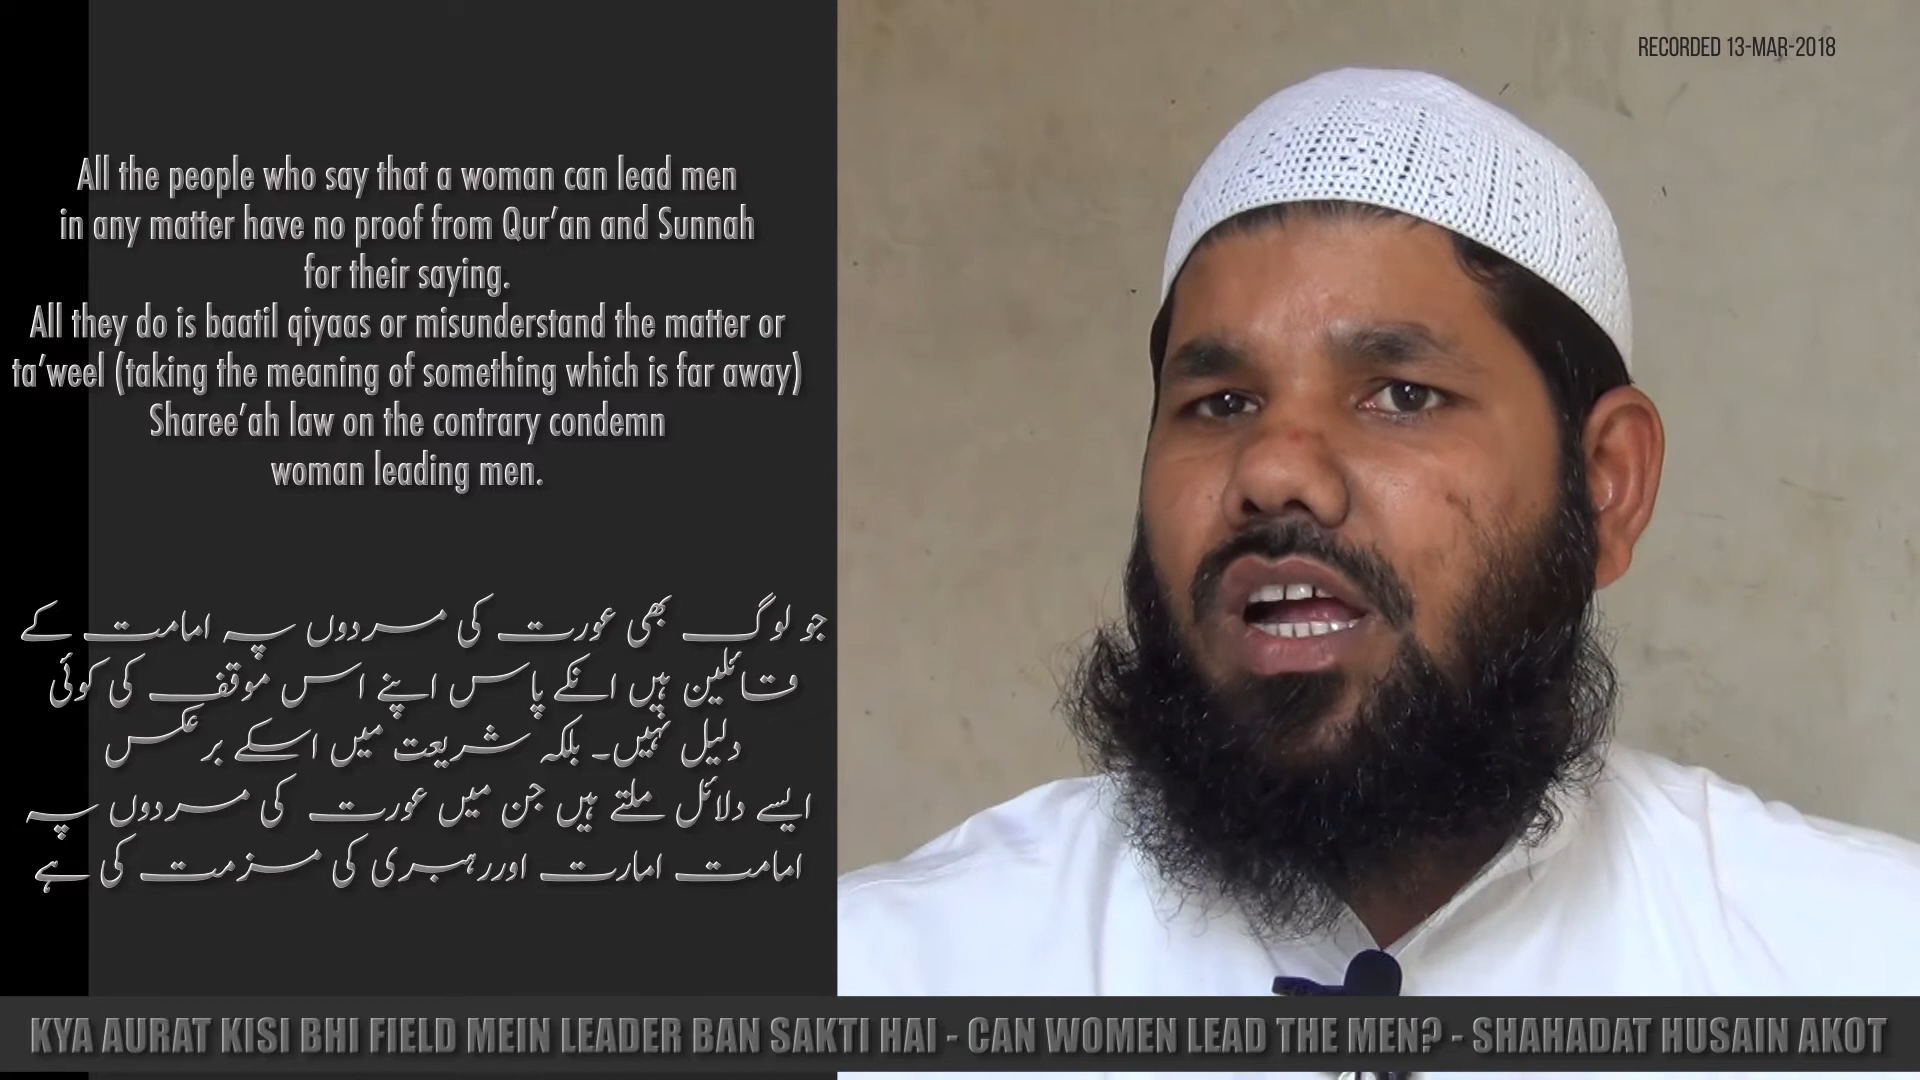 RECORDED 13-MAR-2018
All the people who say that a woman can lead men
in any matter have no proof from Qur'an and Sunnah
for their saying.
All they do is baatil qiyaas or misunderstand the matter or
ta'weel (taking the meaning of something which is far away)
Sharee'ah law on the contrary condemn
woman leading men.
جو لوگ بھی عورت کی مردوں پہ امامت کے
قائلین ہیں انکے پاس اپنے اس موقف کی کوئی
دلیل نہیں۔ بلکہ شریعت میں اسکے برعکس
ایسے دلائل ملتے ہیں جن میں عورت کی مردوں پہ
امامت امارت اوررہبری کی مزمت کی ہے
KYA AURAT KISI BHI FIELD MEIN LEADER BAN SAKTI HAI - CAN WOMEN LEAD THE MEN? - SHAHADAT HUSAIN AKOT